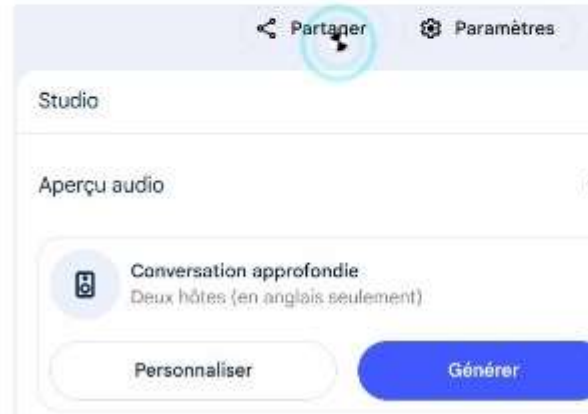 Partager Paramètres
Studio
Aperçu audio
Conversation approfondie
Deux hôtes (en anglais seulement)
Personnaliser Générer